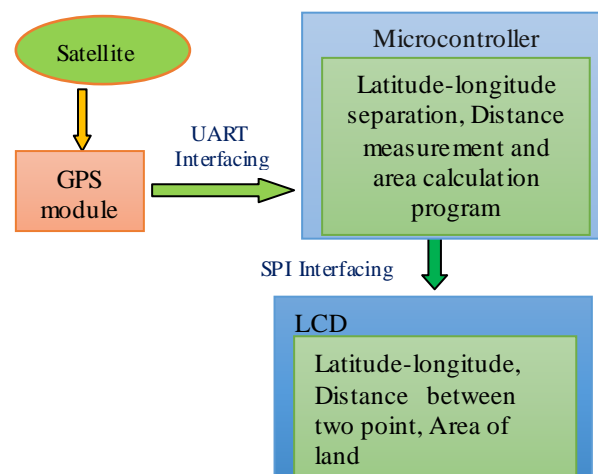 Satellite
GPS
module
UART
Interfacing
Microcontroller
Latitude-longitude
separation, Distance
measurement and
area calculation
program
SPI Interfacing
LCD
Latitude-longitude,
Distance between
two point, Area of
land